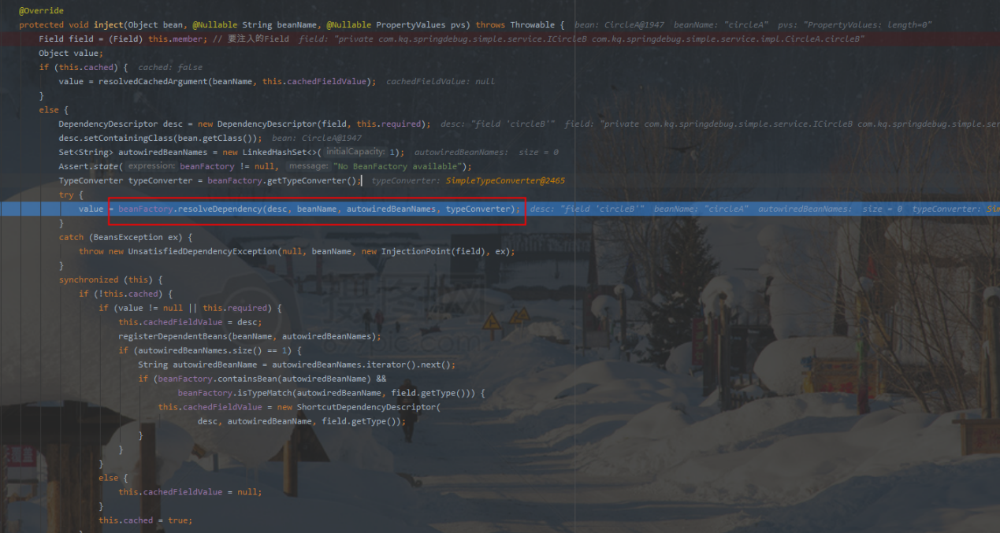 @Override
protected void inject(Object bean, @Nullable String beanName, @Nullable PropertyValues pvs) throws Throwable {  bean: CircleA@1947  beanName: "circleA"  pvs: "PropertyValues: length=0"
Field field = (Field) this.member; // 要注入的Field  field: "private com.kq.springdebug.simple.service.ICircleB com.kq.springdebug.simple.service.impl.CircleA.circleB"
Object value;
if (this.cached) {  cached: false
value = resolvedCachedArgument(beanName, this.cachedFieldValue);  cachedFieldValue: null
}
else {
DependencyDescriptor desc = new DependencyDescriptor(field, this.required);  desc: "field 'circleB'"  field: "private com.kq.springdebug.simple.service.ICircleB com.kq.springdebug.simple.se
desc.setContainingClass(bean.getClass());  bean: CircleA@1947
Set<String> autowiredBeanNames = new LinkedHashSet<>( initialCapacity: 1);  autowiredBeanNames:  size = 0
Assert.state( expression: beanFactory != null,  message: "No BeanFactory available");
TypeConverter typeConverter = beanFactory.getTypeConverter();  typeConverter: SimpleTypeConverter@2465
try {
value = beanFactory.resolveDependency(desc, beanName, autowiredBeanNames, typeConverter);  desc: "field 'circleB'"  beanName: "circleA"  autowiredBeanNames:  size = 0  typeConverter: Sim
}
catch (BeansException ex) {
throw new UnsatisfiedDependencyException(null, beanName, new InjectionPoint(field), ex);
}
synchronized (this) {
if (!this.cached) {
if (value != null || this.required) {
this.cachedFieldValue = desc;
registerDependentBeans(beanName, autowiredBeanNames);
if (autowiredBeanNames.size() == 1) {
String autowiredBeanName = autowiredBeanNames.iterator().next();
if (beanFactory.containsBean(autowiredBeanName) &&
beanFactory.isTypeMatch(autowiredBeanName, field.getType())) {
this.cachedFieldValue = new ShortcutDependencyDescriptor(
desc, autowiredBeanName, field.getType());
}
}
}
else {
this.cachedFieldValue = null;
}
this.cached = true;